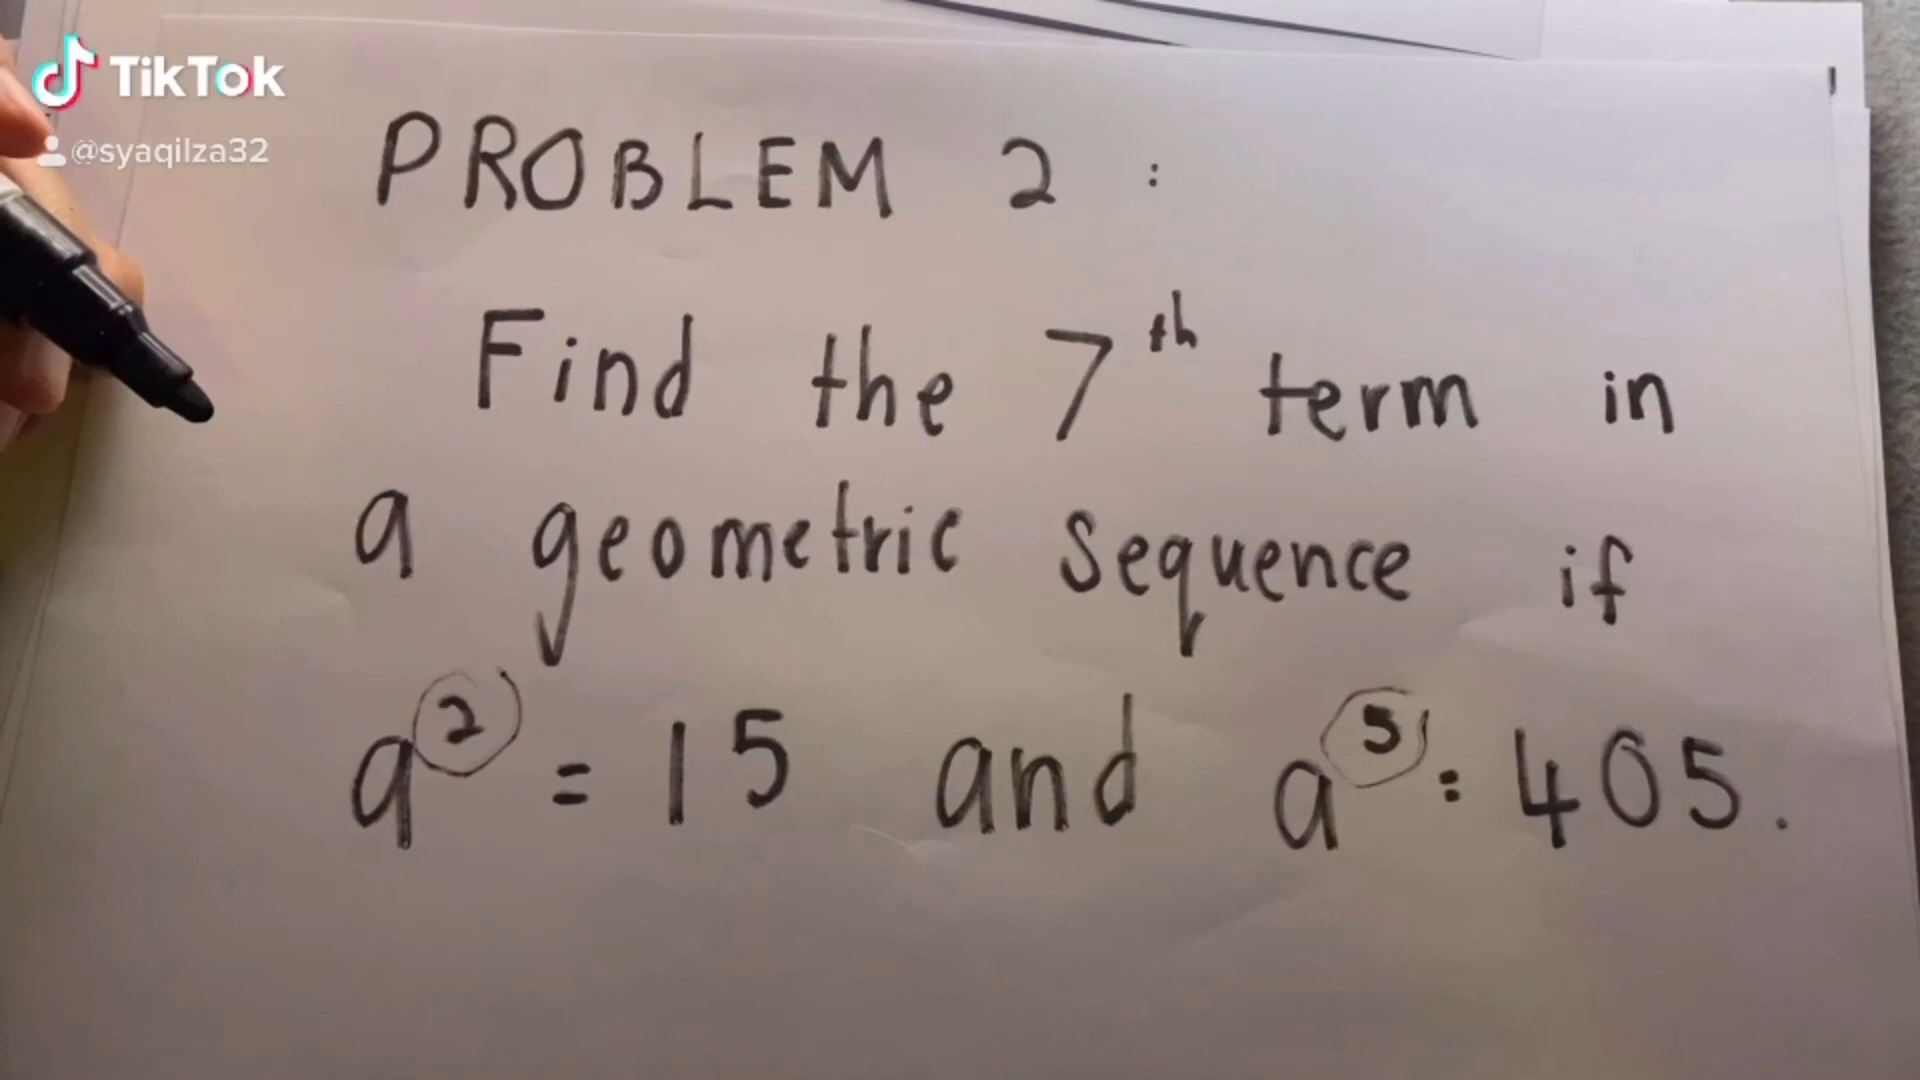 TikTok
@syaqilza32
PROBLEM 2 :
Find the 7th term in
a geometric sequence if
a² = 15 and a⁵ = 405.